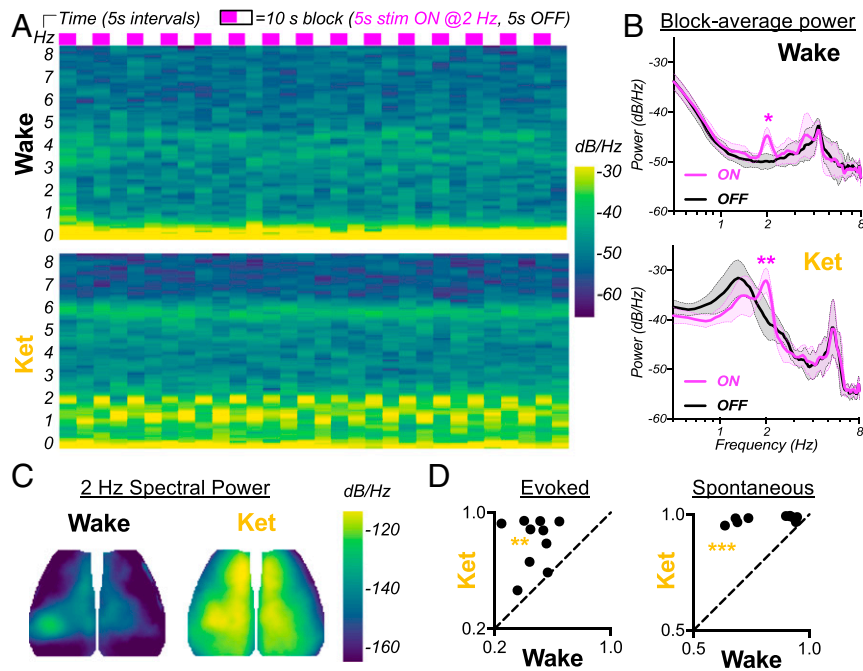 A
Time (5s intervals)
=10 s block (5s stim ON @2 Hz, 5s OFF)
Hz
8
7
6
5
4
3
2
1
0
Wake
dB/Hz
-30
-40
-50
-60
8
7
6
5
4
3
2
1
0
Ket
B
Block-average power
Wake
Power (dB/Hz)
-30
-40
-50
-60
*
ON
OFF
1
2
8
Ket
Power (dB/Hz)
-30
-40
-50
-60
**
ON
OFF
1
2
8
Frequency (Hz)
C
2 Hz Spectral Power
Wake
Ket
dB/Hz
-120
-140
-160
D
Evoked
Ket
1.0
0.2
**
0.2
Wake
1.0
Spontaneous
Ket
1.0
0.5
***
0.5
Wake
1.0